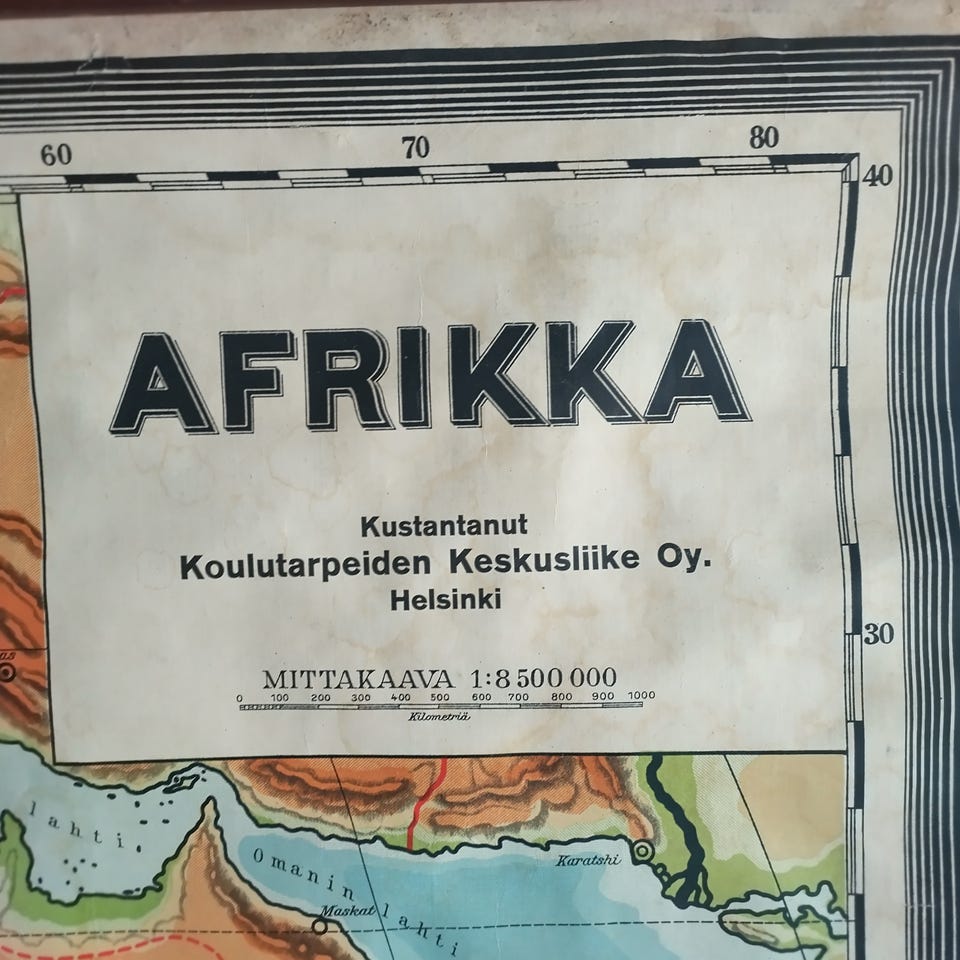 60 70 80
40
AFRIKKA
Kustantanut
Koulutarpeiden Keskusliike Oy.
Helsinki
30
MITTAKAAVA 1:8 500 000
0 100 200 300 400 500 600 700 800 900 1000
Kilometriä
lahti
Omanin lahti
Karatshi
Maskat